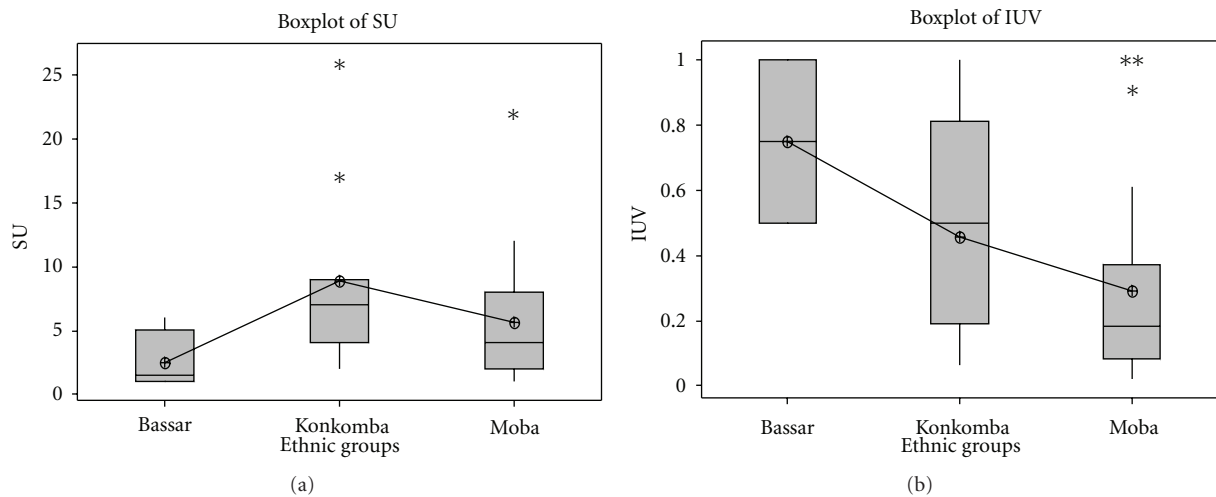 Boxplot of SU
25
20
15
10
5
0
SU
Bassar
Konkomba
Moba
Ethnic groups
(a)
Boxplot of IUV
1
0.8
0.6
0.4
0.2
0
IUV
Bassar
Konkomba
Moba
Ethnic groups
(b)